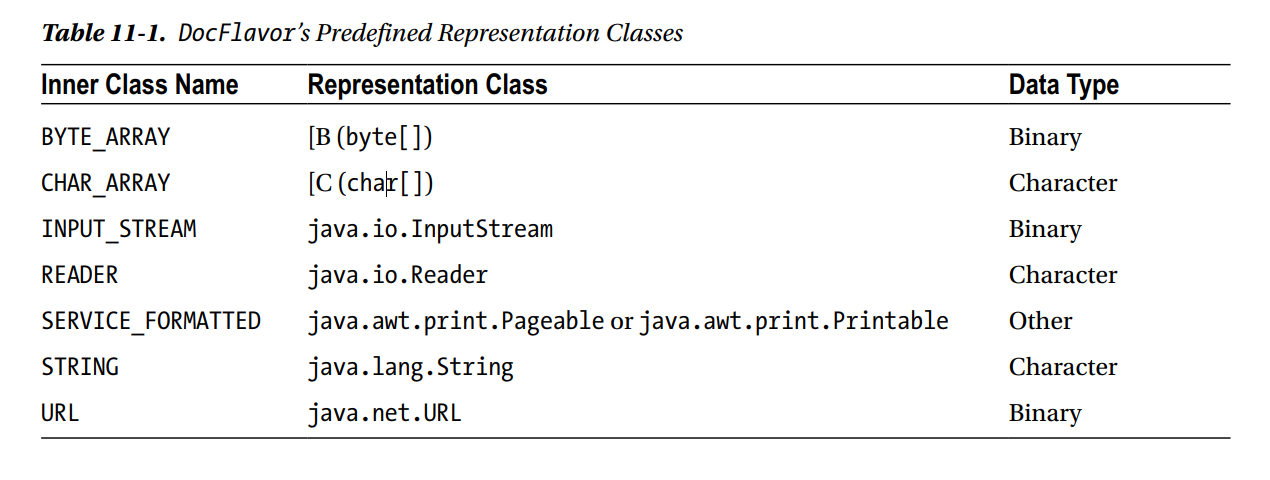 Table 11-1. DocFlavor’s Predefined Representation Classes
Inner Class Name Representation Class Data Type
BYTE_ARRAY [B (byte[]) Binary
CHAR_ARRAY [C (char[]) Character
INPUT_STREAM java.io.InputStream Binary
READER java.io.Reader Character
SERVICE_FORMATTED java.awt.print.Pageable or java.awt.print.Printable Other
STRING java.lang.String Character
URL java.net.URL Binary